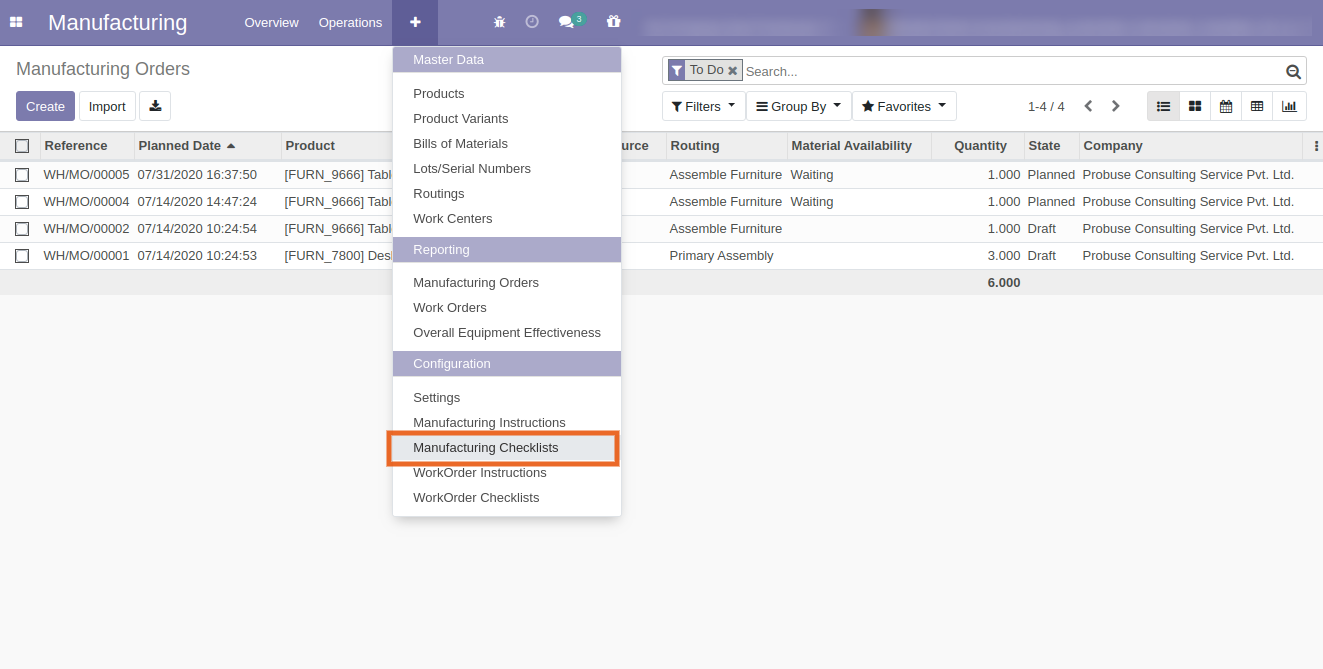 Manufacturing Overview Operations + 3
Manufacturing Orders
To Do Search...
Create Import
Filters Group By Favorites 1-4 / 4
Reference Planned Date Product Routing Material Availability Quantity State Company
WH/MO/00005 07/31/2020 16:37:50 [FURN_9666] Assemble Furniture Waiting 1.000 Planned Probuse Consulting Service Pvt. Ltd.
WH/MO/00004 07/14/2020 14:47:24 [FURN_9666] Assemble Furniture Waiting 1.000 Planned Probuse Consulting Service Pvt. Ltd.
WH/MO/00002 07/14/2020 10:24:54 [FURN_9666] Assemble Furniture 1.000 Draft Probuse Consulting Service Pvt. Ltd.
WH/MO/00001 07/14/2020 10:24:53 [FURN_7800] Primary Assembly 3.000 Draft Probuse Consulting Service Pvt. Ltd.
6.000
Master Data
Products
Product Variants
Bills of Materials
Lots/Serial Numbers
Routings
Work Centers
Reporting
Manufacturing Orders
Work Orders
Overall Equipment Effectiveness
Configuration
Settings
Manufacturing Instructions
Manufacturing Checklists
WorkOrder Instructions
WorkOrder Checklists